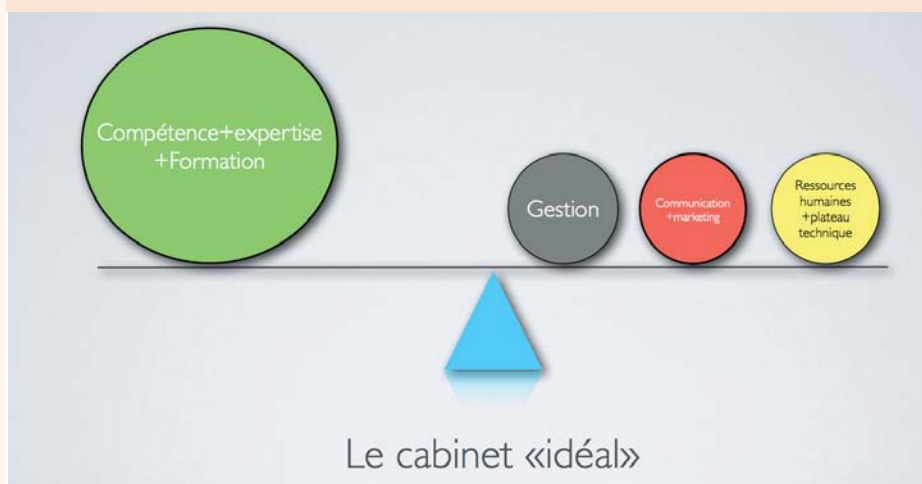 Compétence+expertise
+Formation
Gestion
Communication
+marketing
Ressources
humaines
+plateau
technique
Le cabinet «idéal»